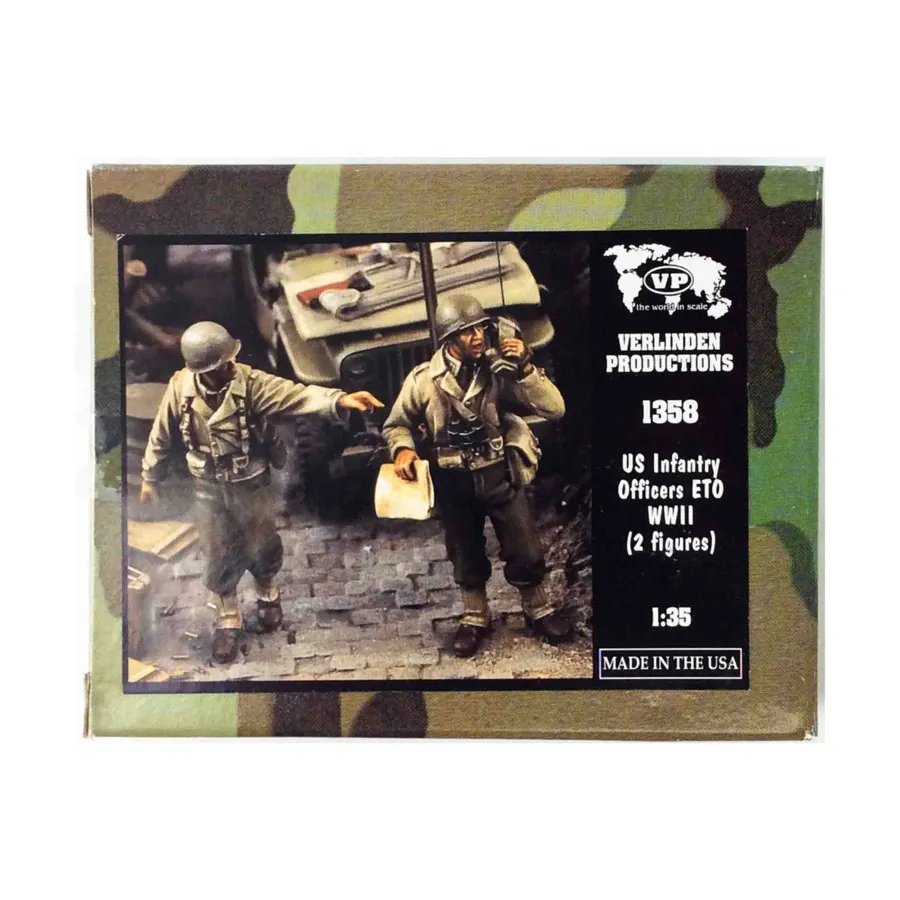 VP
the world in scale
VERLINDEN
PRODUCTIONS
1358
US Infantry
Officers ETO
WWII
(2 figures)
1:35
MADE IN THE USA